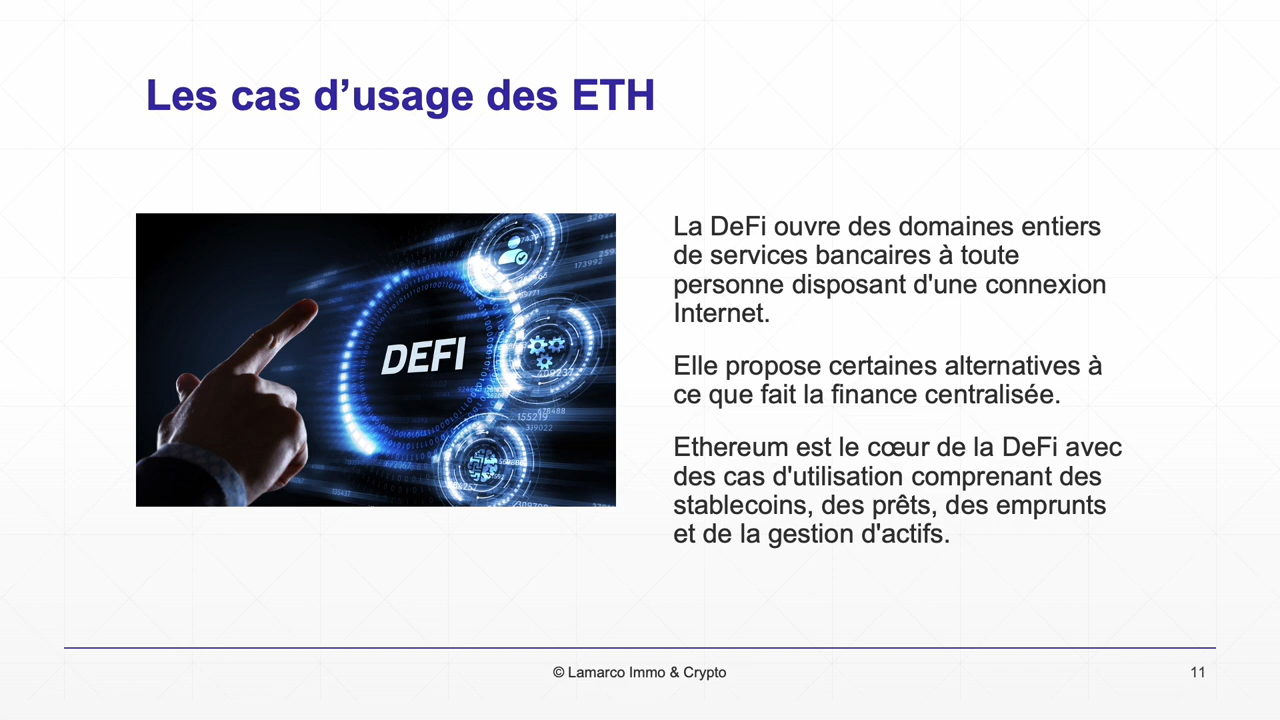 Les cas d’usage des ETH
DEFI
155219
La DeFi ouvre des domaines entiers
de services bancaires à toute
personne disposant d'une connexion
Internet.
Elle propose certaines alternatives à
ce que fait la finance centralisée.
Ethereum est le cœur de la DeFi avec
des cas d'utilisation comprenant des
stablecoins, des prêts, des emprunts
et de la gestion d'actifs.
© Lamarco Immo & Crypto
11